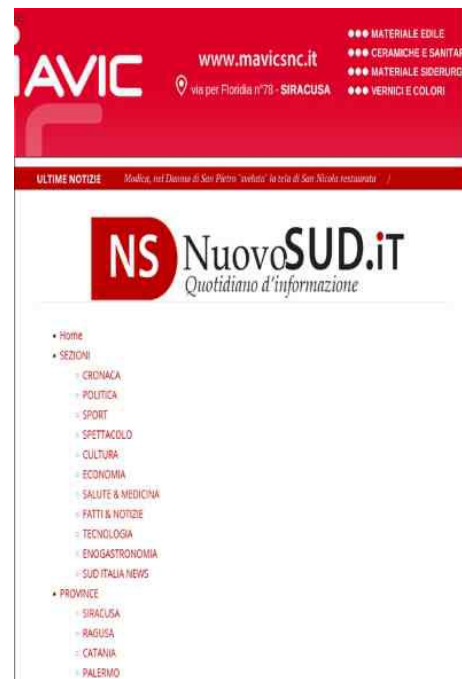 AVIC
www.mavicsnc.it
via per Floridia n°78 - SIRACUSA
●●● MATERIALE EDILE
●●● CERAMICHE E SANITAR
●●● MATERIALE SIDERURG
●●● VERNICI E COLORI
ULTIME NOTIZIE Modica, nel Duomo di San Pietro "svelata" la tela di San Nicola restaurata /
NS NuovoSUD.iT
Quotidiano d'informazione
• Home
• SEZIONI
○ CRONACA
○ POLITICA
○ SPORT
○ SPETTACOLO
○ CULTURA
○ ECONOMIA
○ SALUTE & MEDICINA
○ FATTI & NOTIZIE
○ TECNOLOGIA
○ ENOGASTRONOMIA
○ SUD ITALIA NEWS
• PROVINCE
○ SIRACUSA
○ RAGUSA
○ CATANIA
○ PALERMO